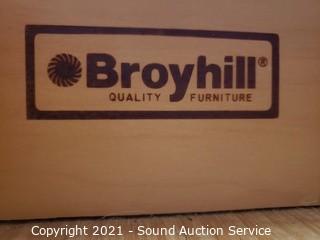 Broyhill®
QUALITY FURNITURE
Copyright 2021 - Sound Auction Service